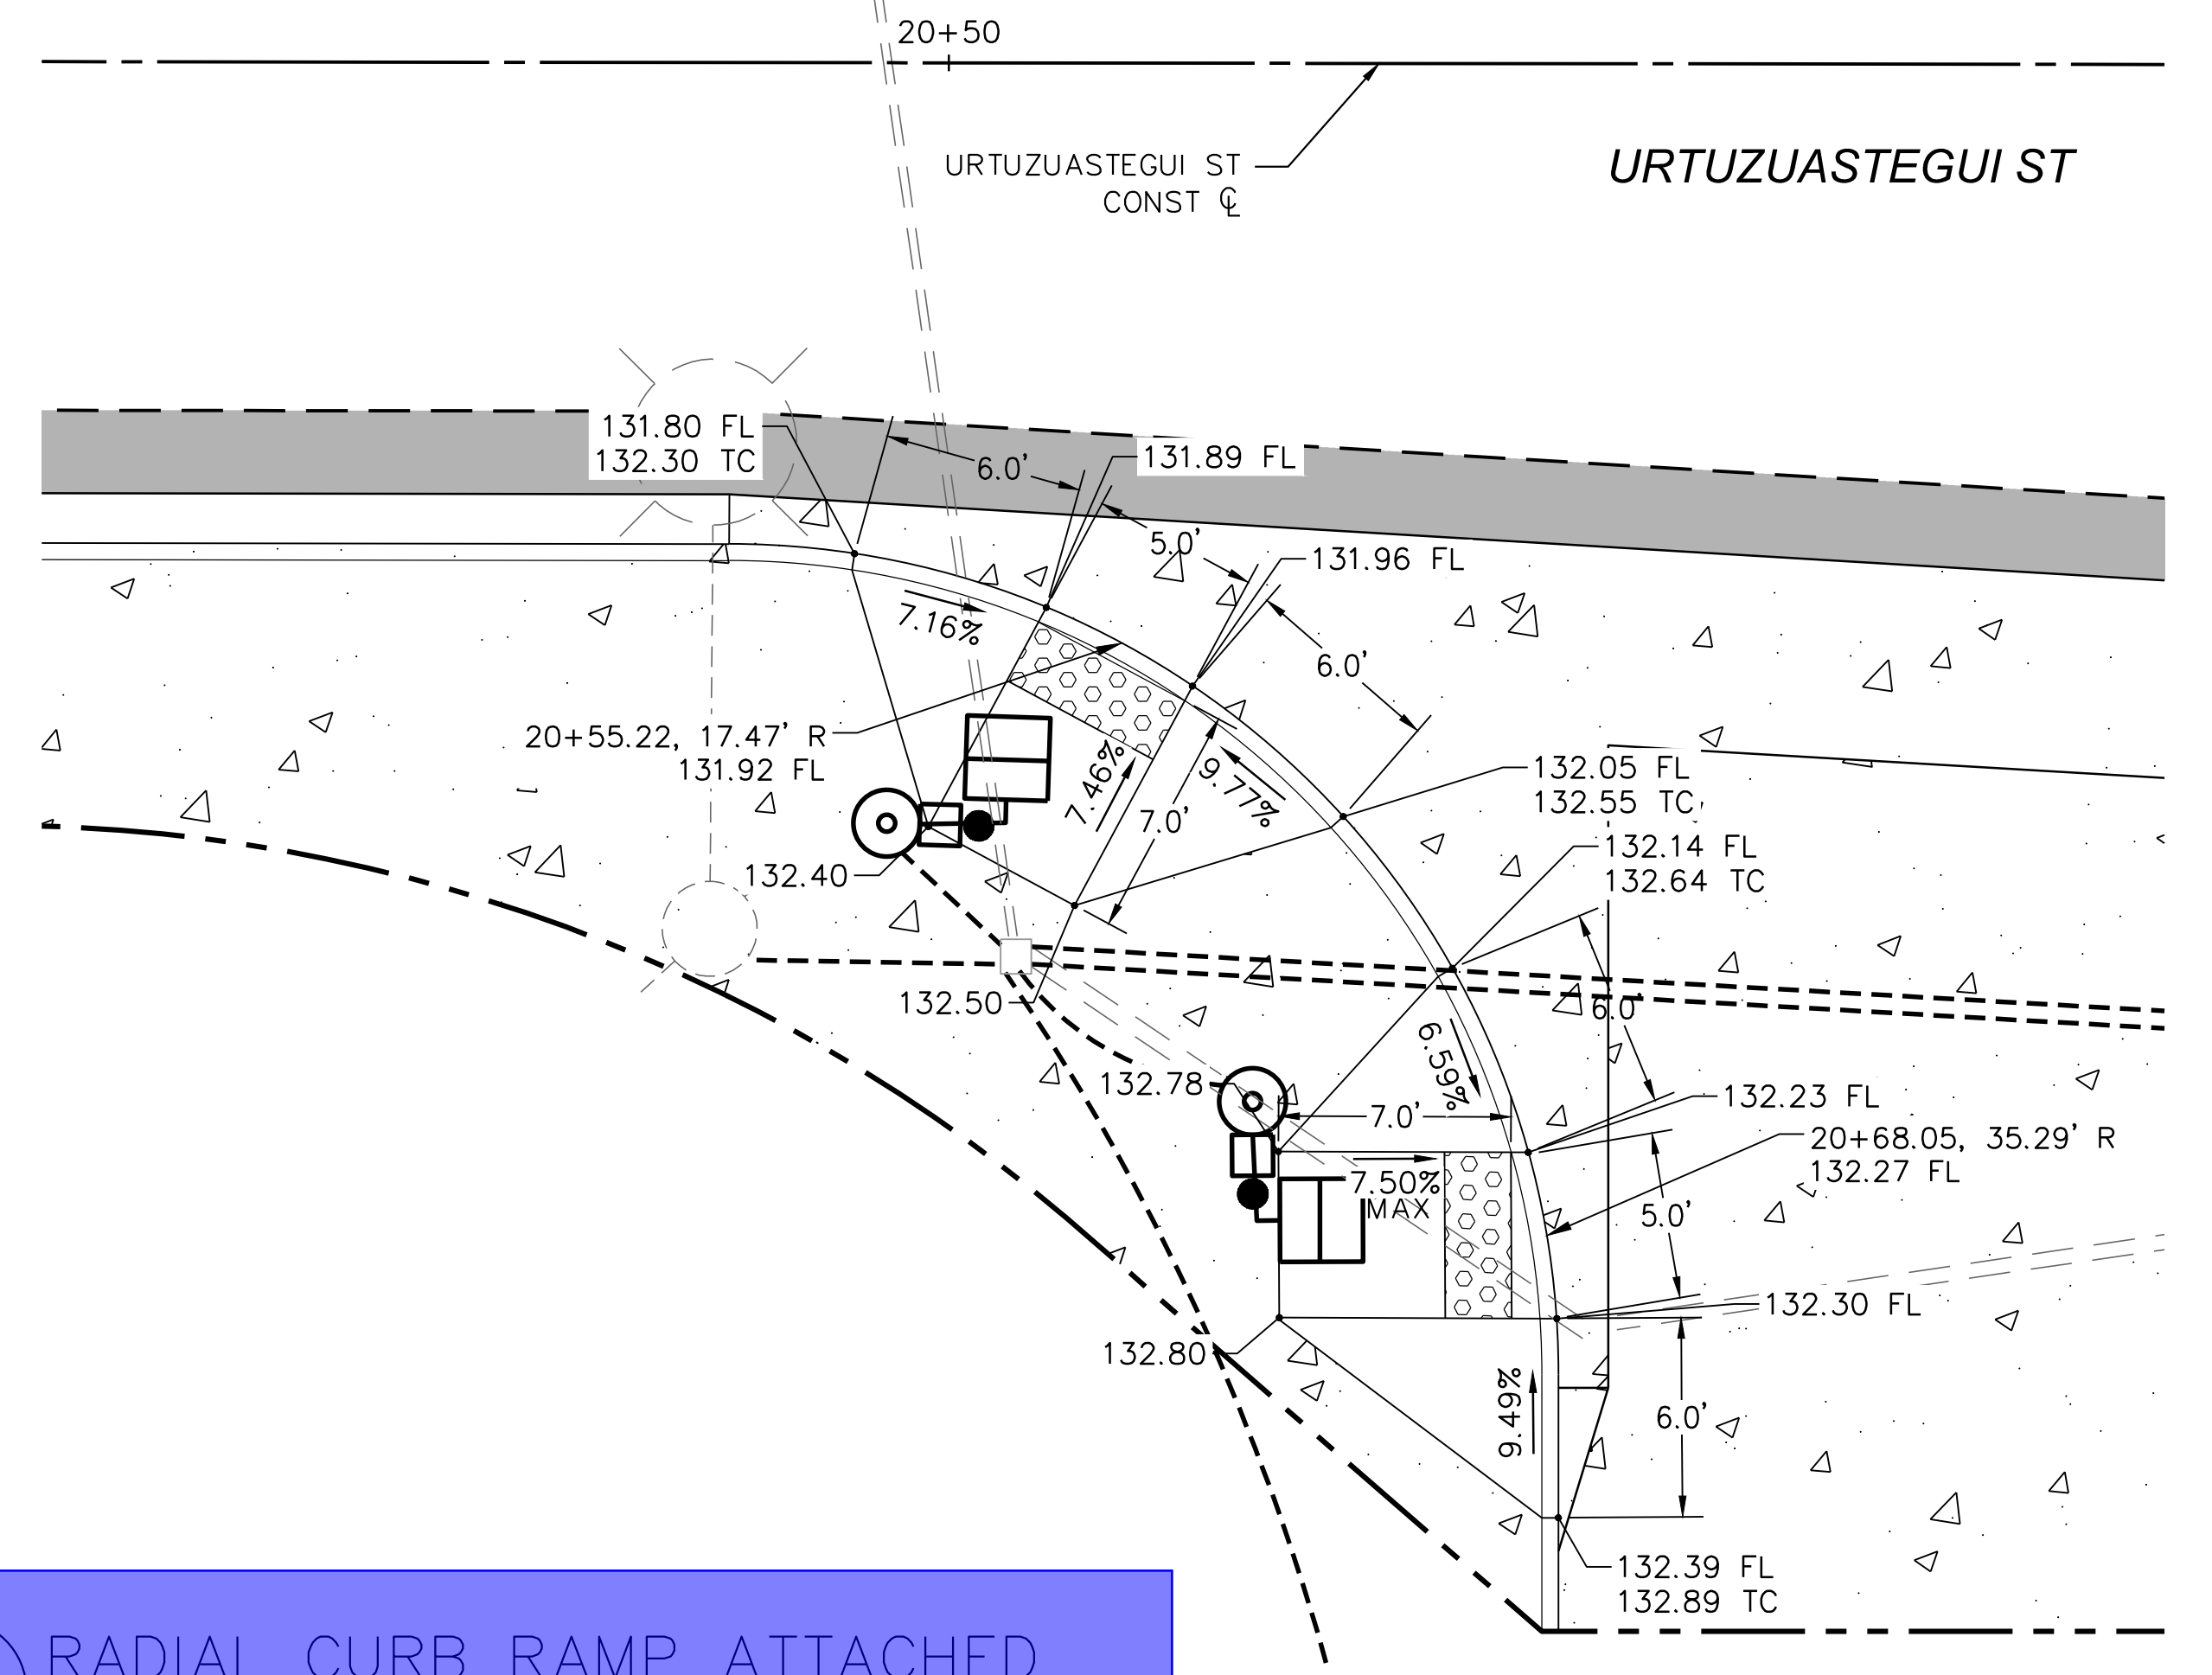 20+50
URTUZUASTEGUI ST
CONST ℄
URTUZUASTEGUI ST
131.80 FL
132.30 TC
6.0'
131.89 FL
5.0'
131.96 FL
7.16%
6.0'
20+55.22, 17.47' R
131.92 FL
7.46%
7.0'
9.77%
132.05 FL
132.55 TC
132.14 FL
132.64 TC
132.40
132.50
6.0'
6.59%
132.78
7.0'
132.23 FL
20+68.05, 35.29' R
132.27 FL
7.50%
MAX
5.0'
132.30 FL
132.80
9.49%
6.0'
132.39 FL
132.89 TC
RADIAL CURB RAMP ATTACHED